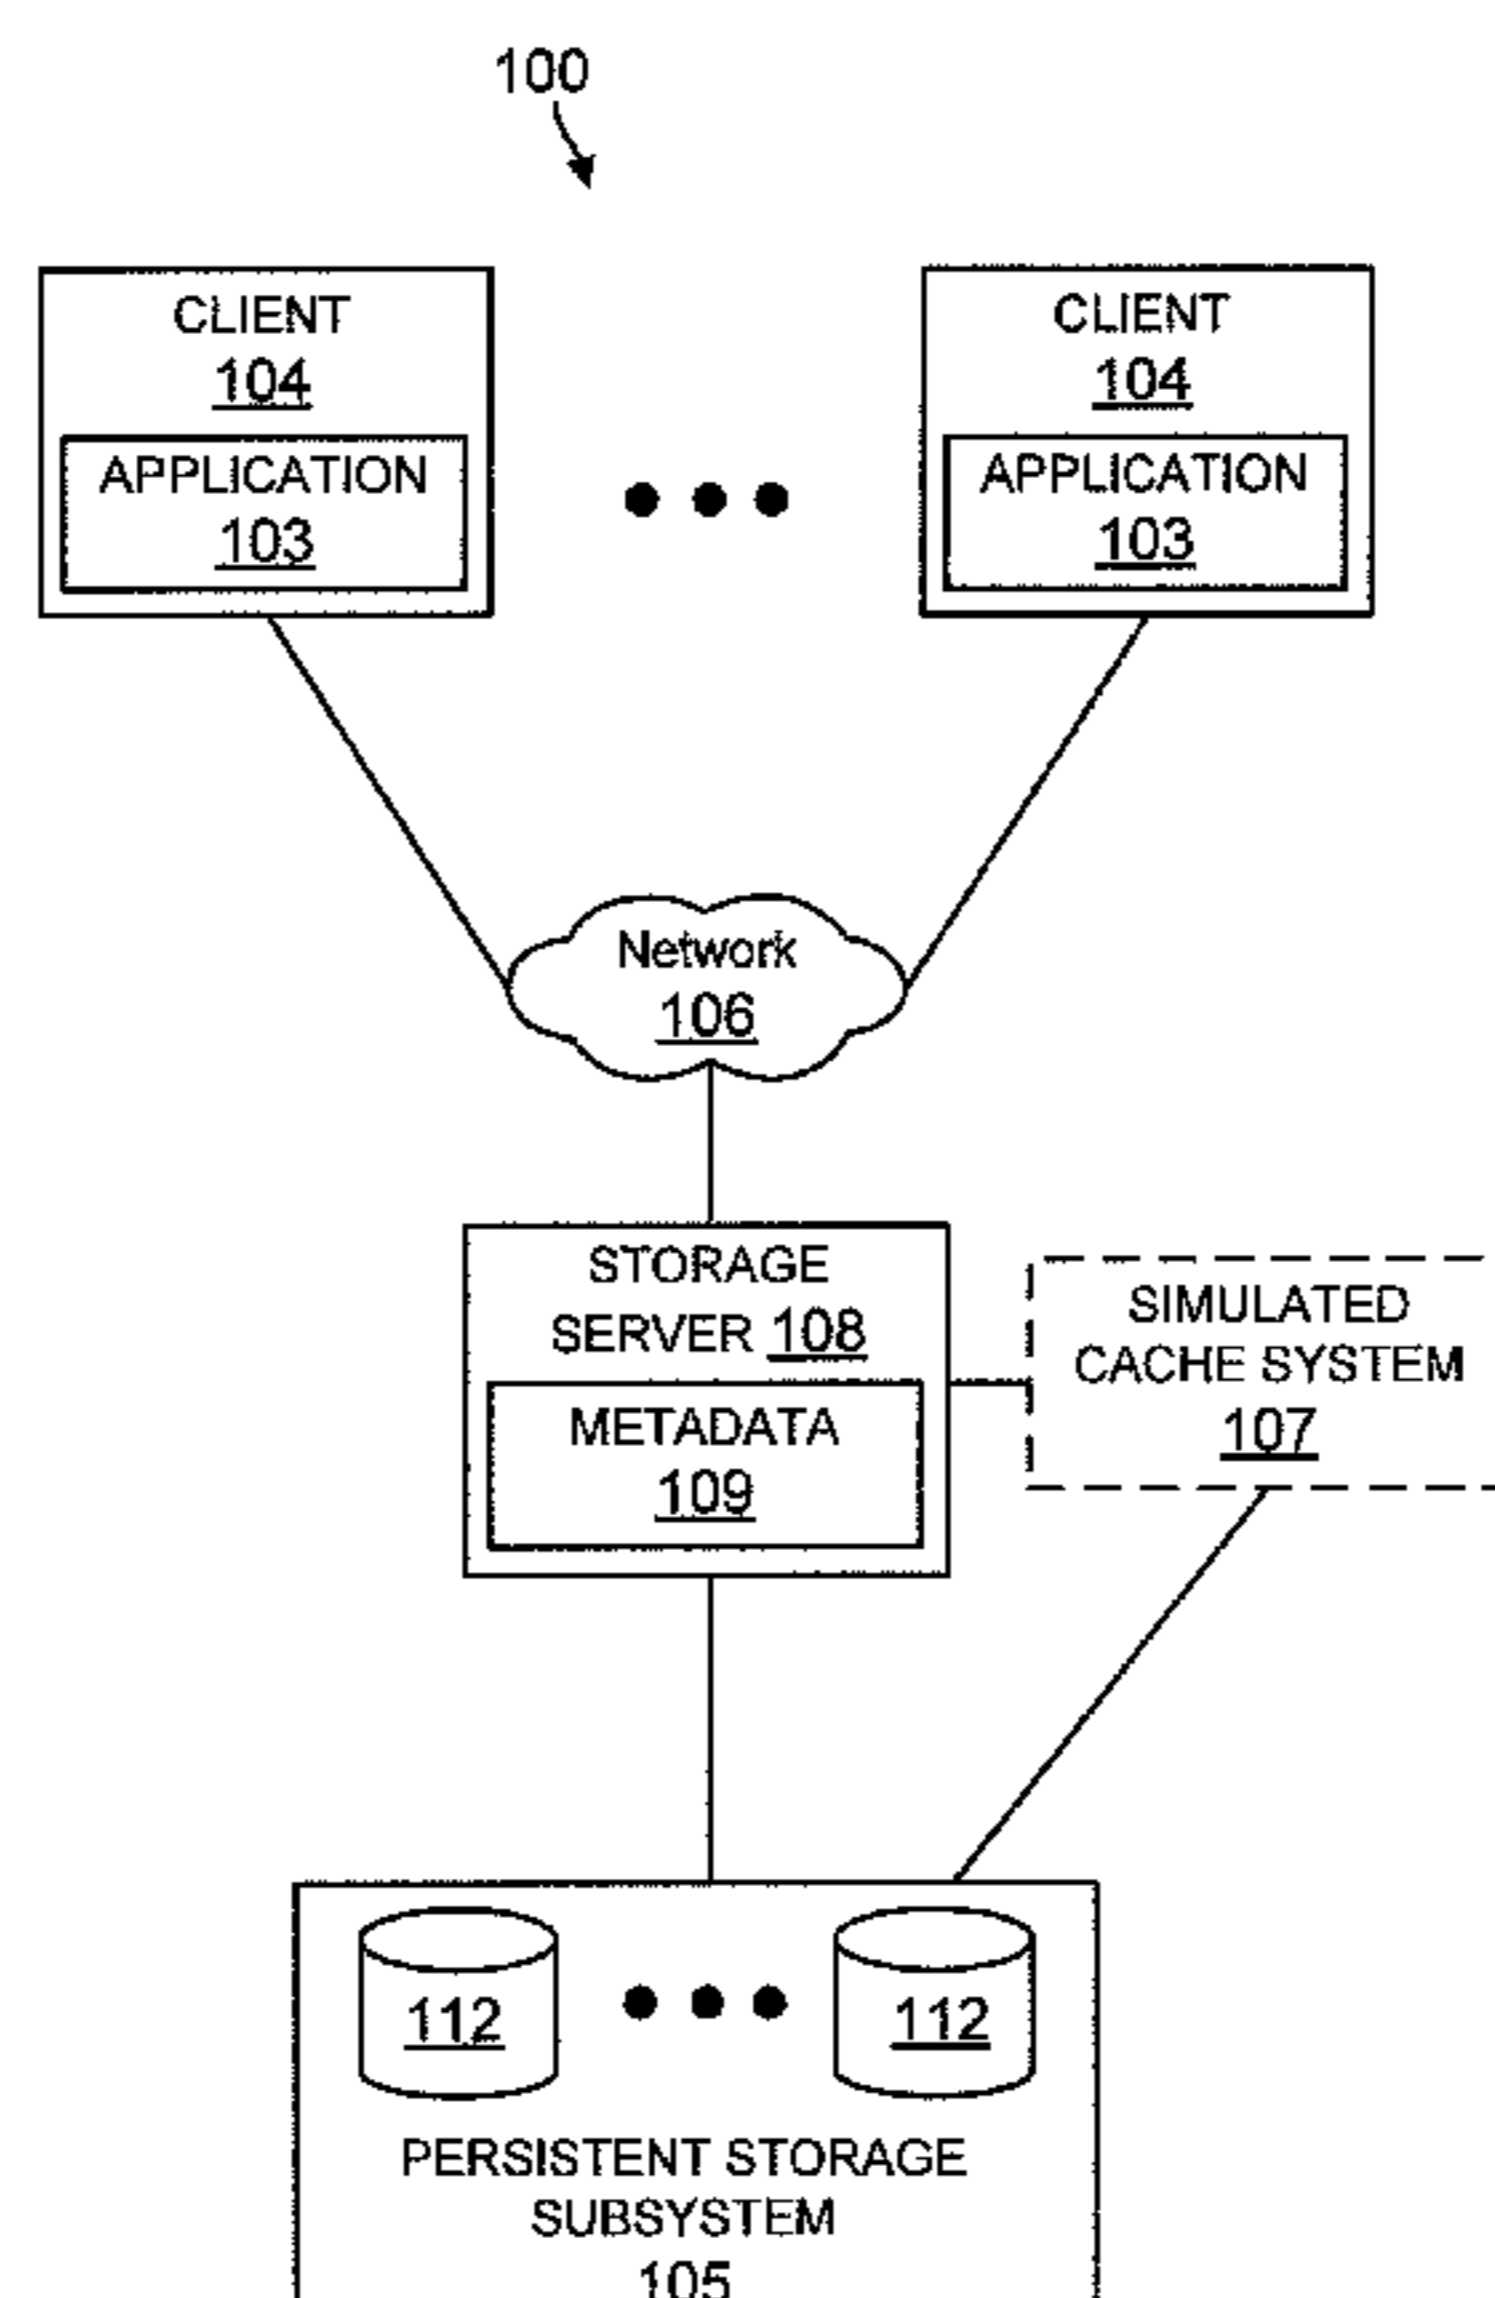 100
CLIENT
104
APPLICATION
103
CLIENT
104
APPLICATION
103
Network
106
STORAGE
SERVER 108
METADATA
109
SIMULATED
CACHE SYSTEM
107
112
112
PERSISTENT STORAGE
SUBSYSTEM
105